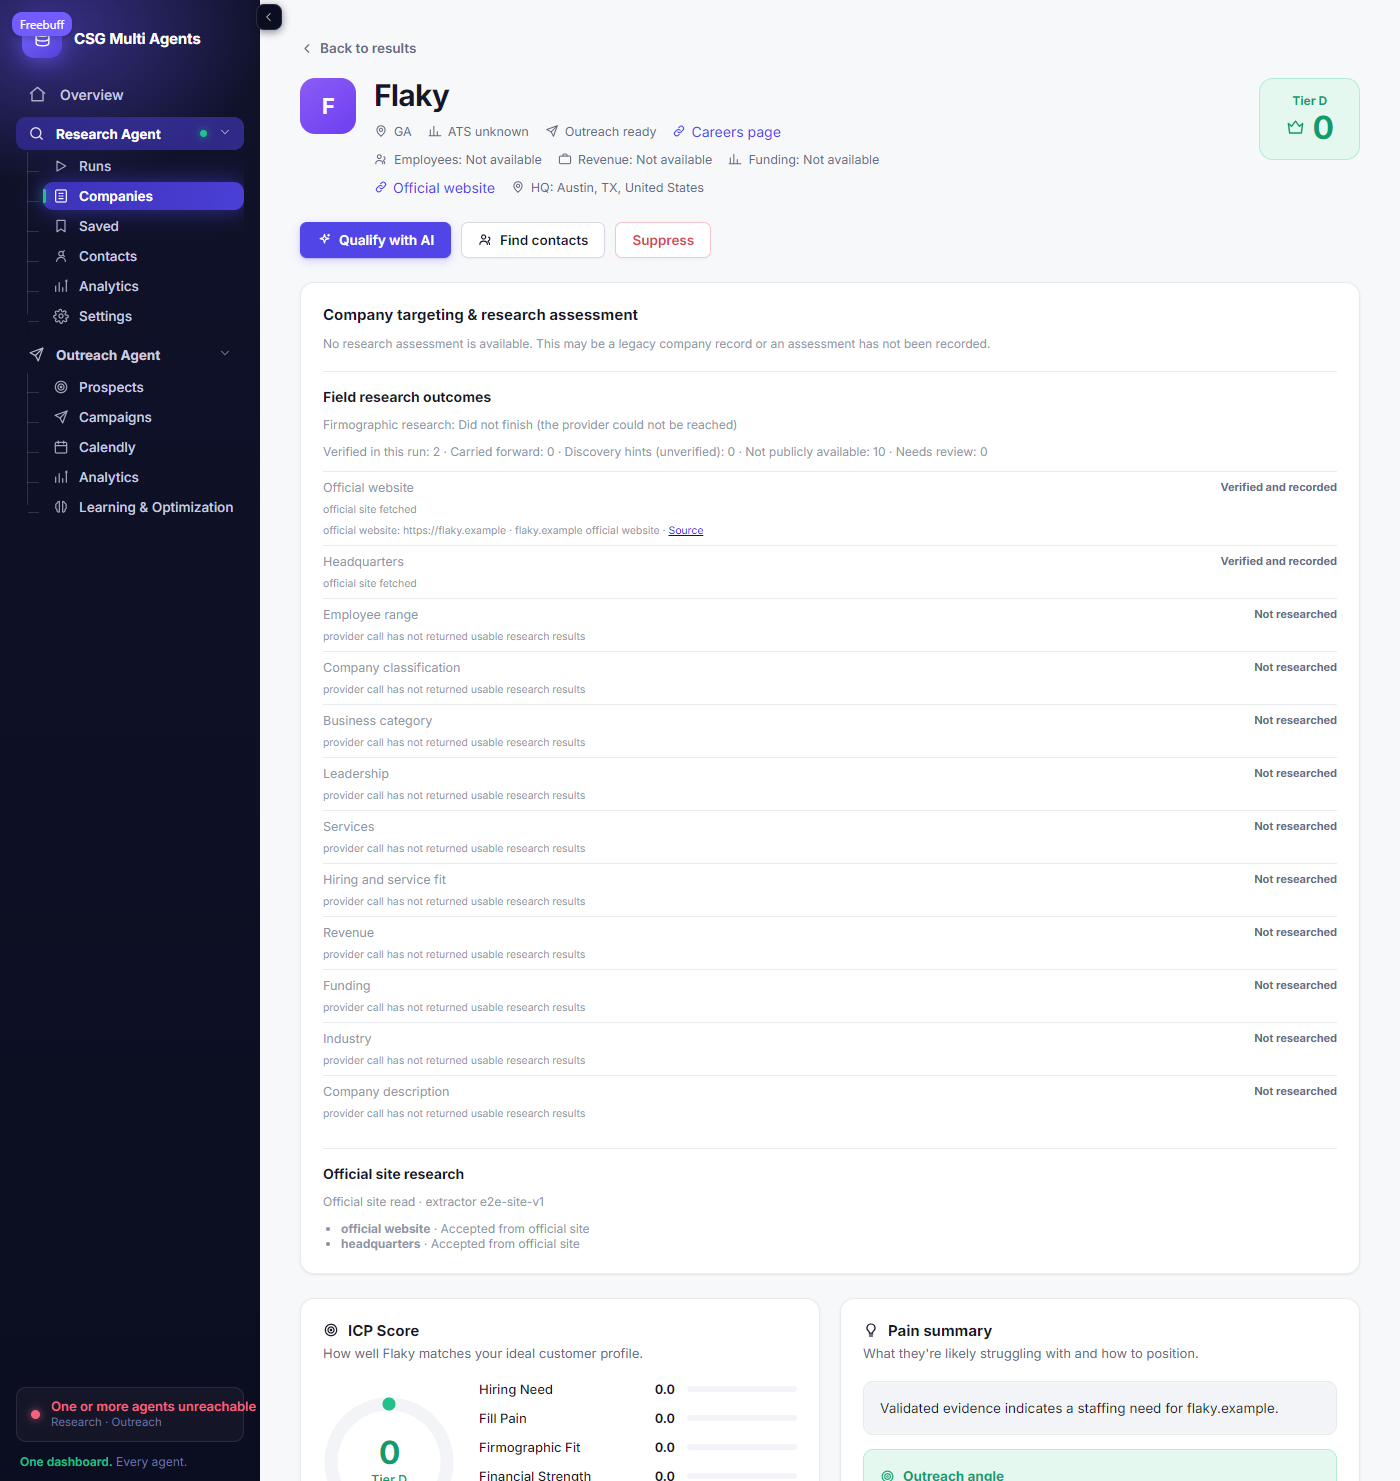 Freebuff
CSG Multi Agents
Overview
Research Agent
Runs
Companies
Saved
Contacts
Analytics
Settings
Outreach Agent
Prospects
Campaigns
Calendly
Analytics
Learning & Optimization
One or more agents unreachable
Research · Outreach
One dashboard. Every agent.
Back to results
F
Flaky
GA ATS unknown Outreach ready Careers page
Employees: Not available Revenue: Not available Funding: Not available
Official website HQ: Austin, TX, United States
Tier D
0
Qualify with AI Find contacts Suppress
Company targeting & research assessment
No research assessment is available. This may be a legacy company record or an assessment has not been recorded.
Field research outcomes
Firmographic research: Did not finish (the provider could not be reached)
Verified in this run: 2 · Carried forward: 0 · Discovery hints (unverified): 0 · Not publicly available: 10 · Needs review: 0
Official website Verified and recorded
official site fetched
official website: https://flaky.example · flaky.example official website · Source
Headquarters Verified and recorded
official site fetched
Employee range Not researched
provider call has not returned usable research results
Company classification Not researched
provider call has not returned usable research results
Business category Not researched
provider call has not returned usable research results
Leadership Not researched
provider call has not returned usable research results
Services Not researched
provider call has not returned usable research results
Hiring and service fit Not researched
provider call has not returned usable research results
Revenue Not researched
provider call has not returned usable research results
Funding Not researched
provider call has not returned usable research results
Industry Not researched
provider call has not returned usable research results
Company description Not researched
provider call has not returned usable research results
Official site research
Official site read · extractor e2e-site-v1
• official website · Accepted from official site
• headquarters · Accepted from official site
ICP Score
How well Flaky matches your ideal customer profile.
0
Tier D
Hiring Need 0.0
Fill Pain 0.0
Firmographic Fit 0.0
Financial Strength 0.0
Pain summary
What they're likely struggling with and how to position.
Validated evidence indicates a staffing need for flaky.example.
Outreach angle